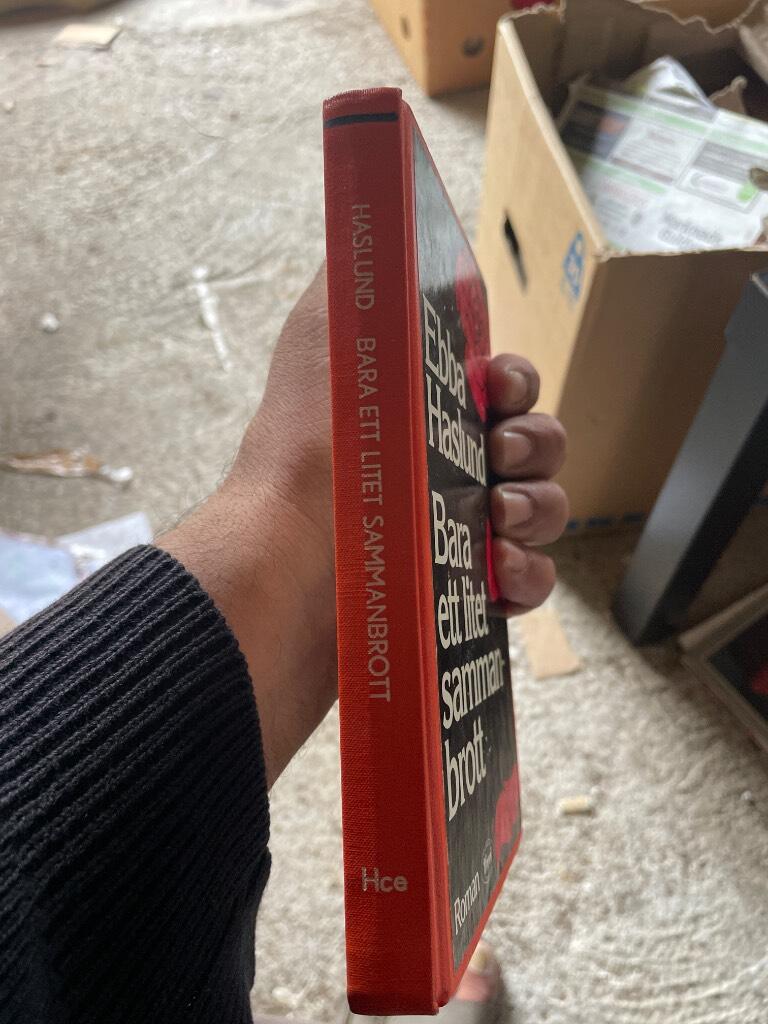 HASLUND BARA ETT LITET SAMMANBROTT
Hce
Ebba
Haslund
Bara
ett litet
samman-
brott
Roman